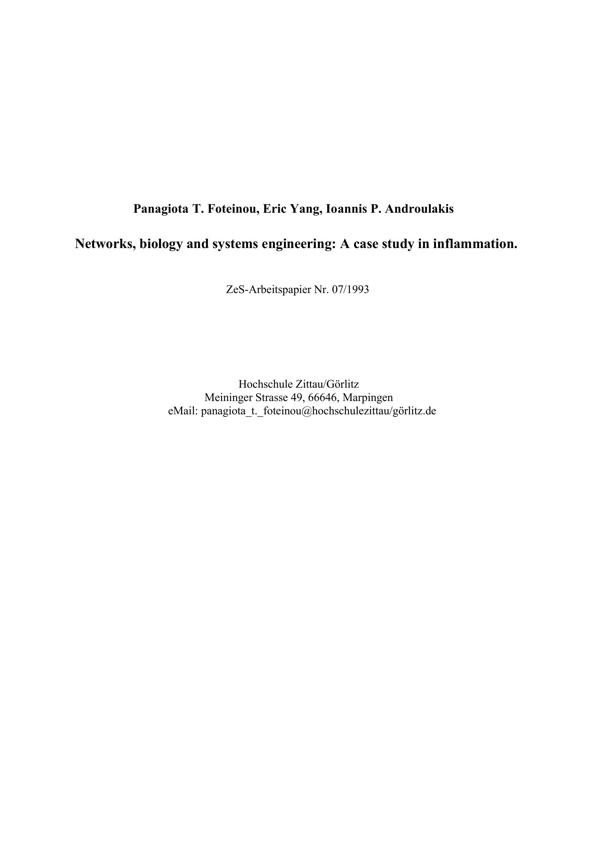 Panagiota T. Foteinou, Eric Yang, Ioannis P. Androulakis
Networks, biology and systems engineering: A case study in inflammation.
ZeS-Arbeitspapier Nr. 07/1993
Hochschule Zittau/Görlitz
Meininger Strasse 49, 66646, Marpingen
eMail: panagiota_t._foteinou@hochschulezittau/görlitz.de